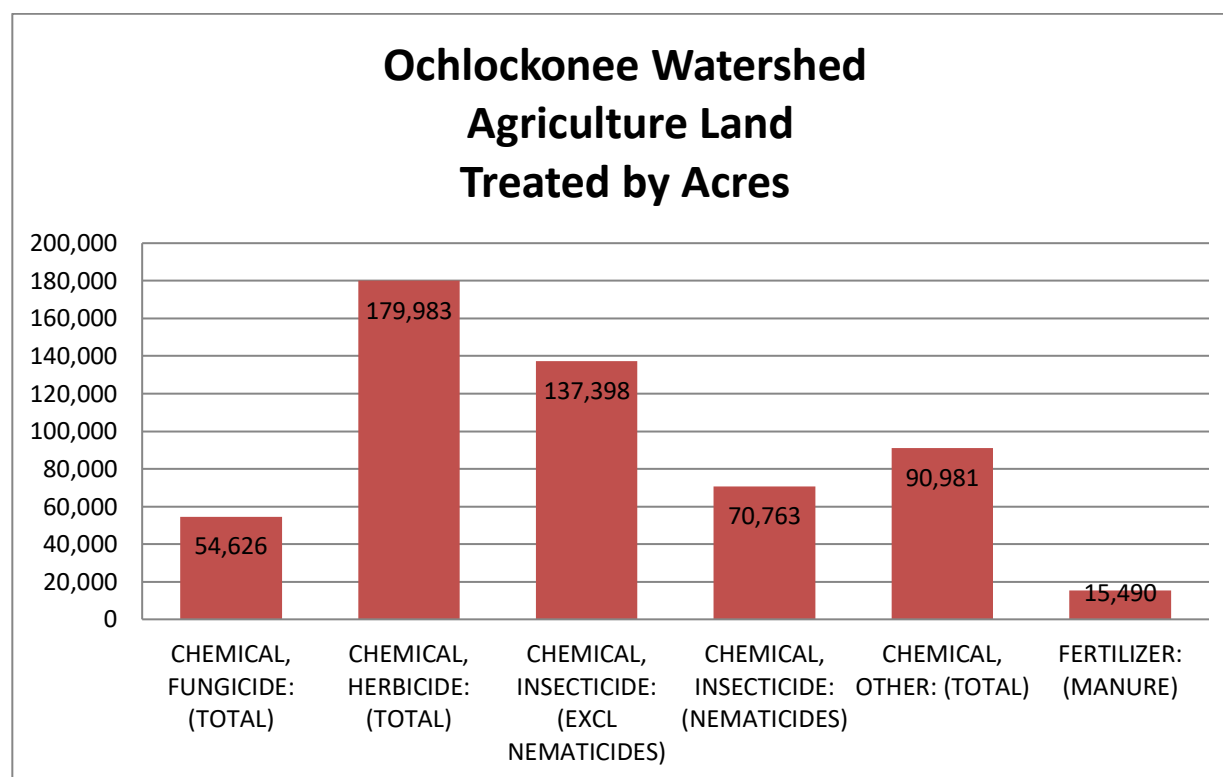 Ochlockonee Watershed
Agriculture Land
Treated by Acres
200,000
180,000
160,000
140,000
120,000
100,000
80,000
60,000
40,000
20,000
0
54,626
179,983
137,398
70,763
90,981
15,490
CHEMICAL,
FUNGICIDE:
(TOTAL)
CHEMICAL,
HERBICIDE:
(TOTAL)
CHEMICAL,
INSECTICIDE:
(EXCL
NEMATICIDES)
CHEMICAL,
INSECTICIDE:
(NEMATICIDES)
CHEMICAL,
OTHER: (TOTAL)
FERTILIZER:
(MANURE)